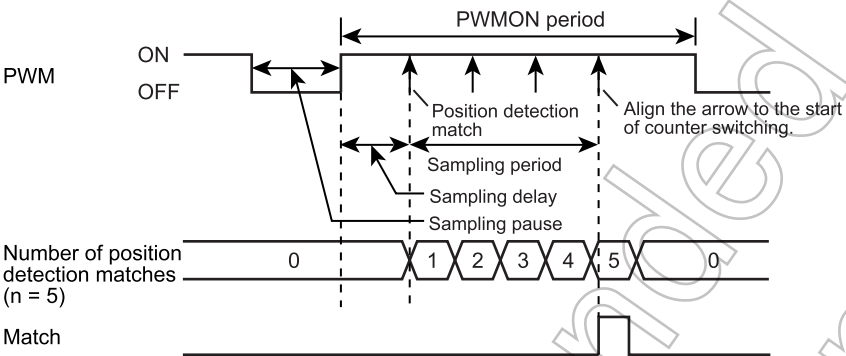 PWMON period
ON
PWM
OFF
Position detection
match
Align the arrow to the start
of counter switching.
Sampling period
Sampling delay
Sampling pause
Number of position
detection matches
(n = 5)
0 1 2 3 4 5 0
Match